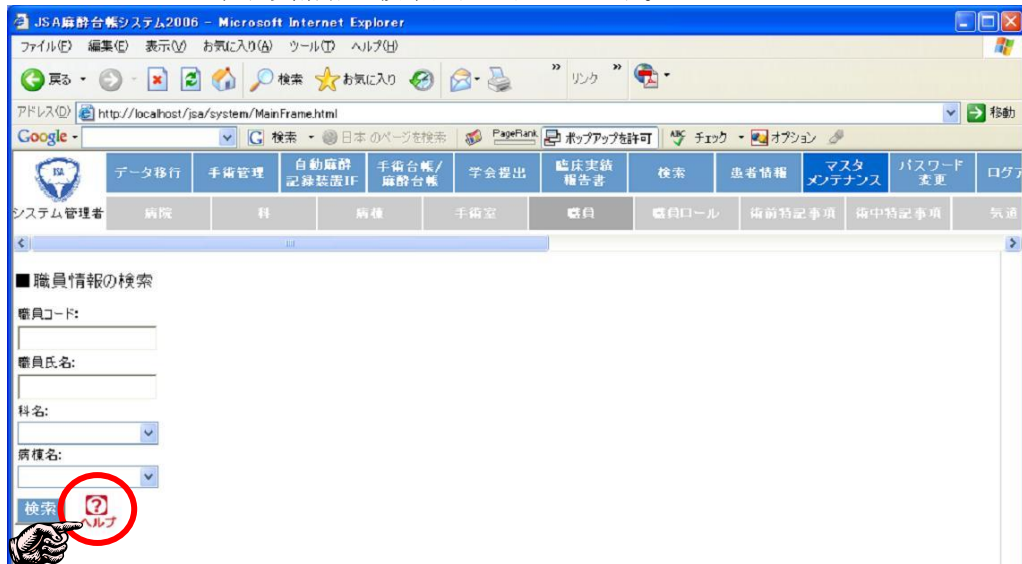 JSA麻酔台帳システム2006 - Microsoft Internet Explorer
ファイル(F) 編集(E) 表示(V) お気に入り(A) ツール(T) ヘルプ(H)
戻る 検索 お気に入り » リンク »
アドレス(D) http://localhost/jsa/system/MainFrame.html 移動
Google - G 検索 日本 のページを検索 PageRank ポップアップを許可 ABC チェック オプション
JSA データ移行 手術管理 自動麻酔記録装置IF 手術台帳/麻酔台帳 学会提出 臨床実績報告書 検索 患者情報 マスタメンテナンス パスワード変更 ログア
システム管理者 病院 科 病棟 手術室 職員 職員ロール 術前特記事項 術中特記事項 気道
■職員情報の検索
職員コード:
職員氏名:
科名:
病棟名:
検索 ?
ヘルプ